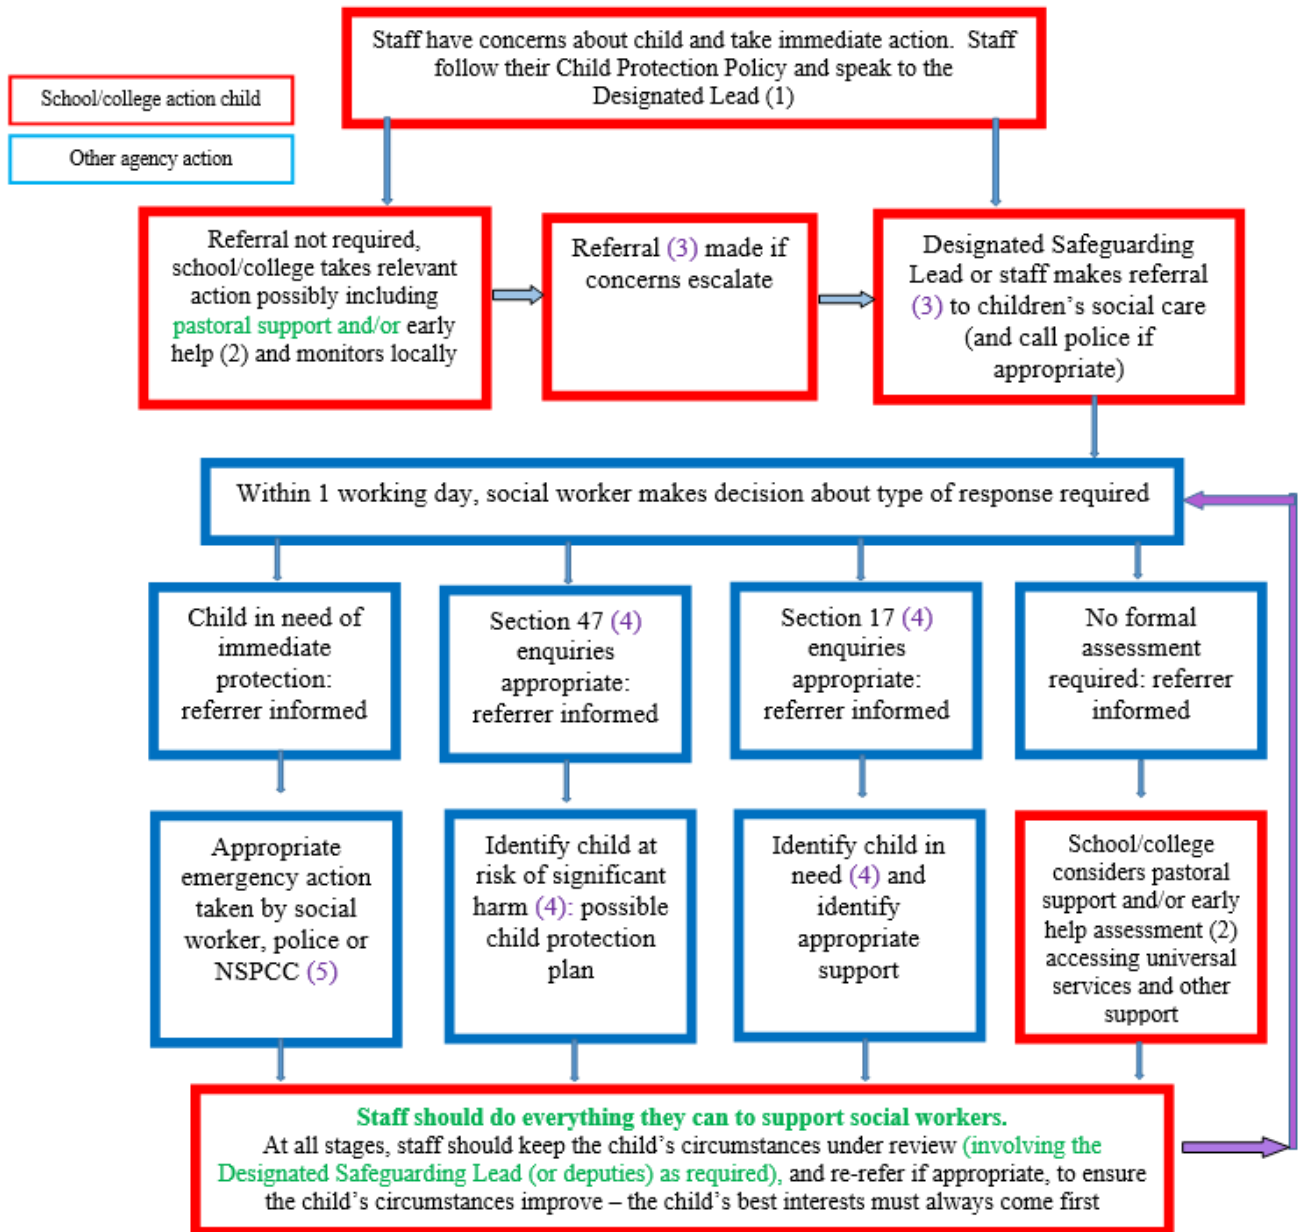 Staff have concerns about child and take immediate action.  Staff
follow their Child Protection Policy and speak to the
Designated Lead (1)
School/college action child
Other agency action
Referral not required,
school/college takes relevant
action possibly including
pastoral support and/or early
help (2) and monitors locally
Referral (3) made if
concerns escalate
Designated Safeguarding
Lead or staff makes referral
(3) to children’s social care
(and call police if
appropriate)
Within 1 working day, social worker makes decision about type of response required
Child in need of
immediate
protection:
referrer informed
Section 47 (4)
enquiries
appropriate:
referrer informed
Section 17 (4)
enquiries
appropriate:
referrer informed
No formal
assessment
required: referrer
informed
Appropriate
emergency action
taken by social
worker, police or
NSPCC (5)
Identify child at
risk of significant
harm (4): possible
child protection
plan
Identify child in
need (4) and
identify
appropriate
support
School/college
considers pastoral
support and/or early
help assessment (2)
accessing universal
services and other
support
Staff should do everything they can to support social workers.
At all stages, staff should keep the child’s circumstances under review (involving the
Designated Safeguarding Lead (or deputies) as required), and re-refer if appropriate, to ensure
the child’s circumstances improve – the child’s best interests must always come first